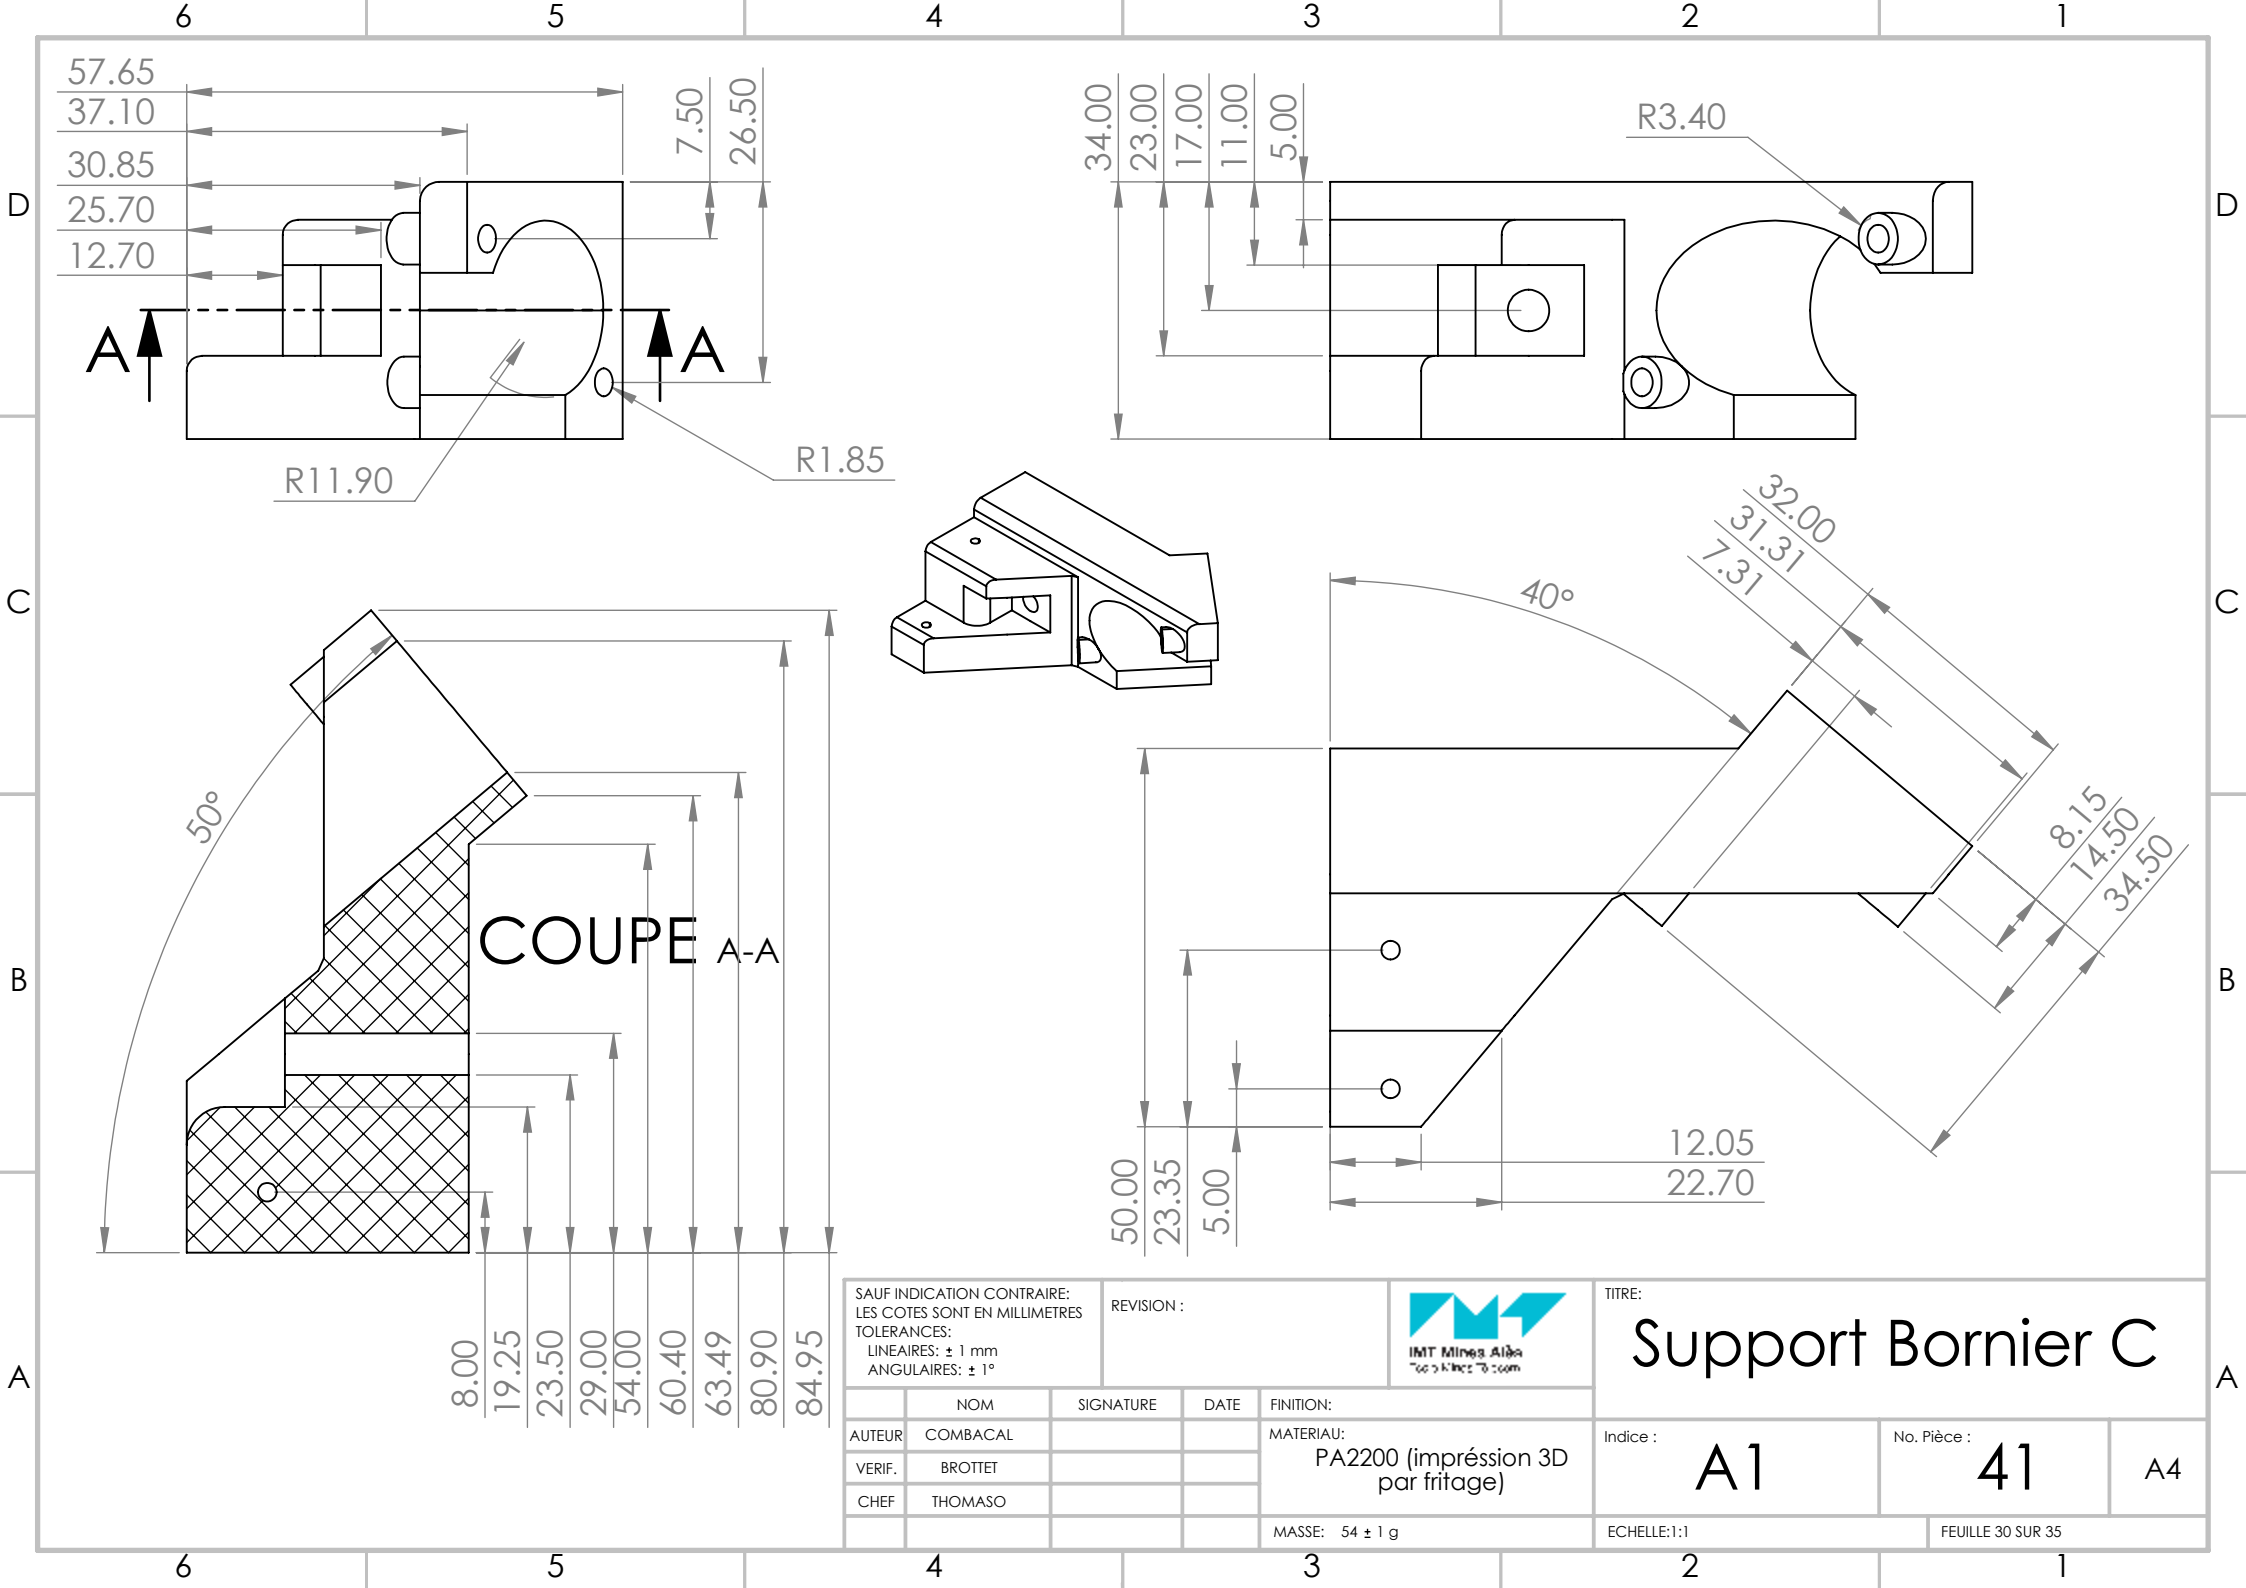 6 5 4 3 2 1
D
D
C
C
B
B
A
A
57.65
37.10
30.85
25.70
12.70
7.50
26.50
A
A
R11.90
R1.85
34.00
23.00
17.00
11.00
5.00
R3.40
50°
COUPE A-A
8.00
19.25
23.50
29.00
54.00
60.40
63.49
80.90
84.95
40°
32.00
31.31
7.31
8.15
14.50
34.50
50.00
23.35
5.00
12.05
22.70
SAUF INDICATION CONTRAIRE:
LES COTES SONT EN MILLIMETRES
TOLERANCES:
LINEAIRES: ± 1 mm
ANGULAIRES: ± 1°
REVISION :
IMT Mines Alès
TITRE:
Support Bornier C
NOM SIGNATURE DATE FINITION:
AUTEUR COMBACAL
VERIF. BROTTET
CHEF THOMASO
MATERIAU:
PA2200 (impréssion 3D
par fritage)
MASSE: 54 ± 1 g
Indice :
A1
No. Pièce :
41
A4
ECHELLE:1:1
FEUILLE 30 SUR 35
6 5 4 3 2 1